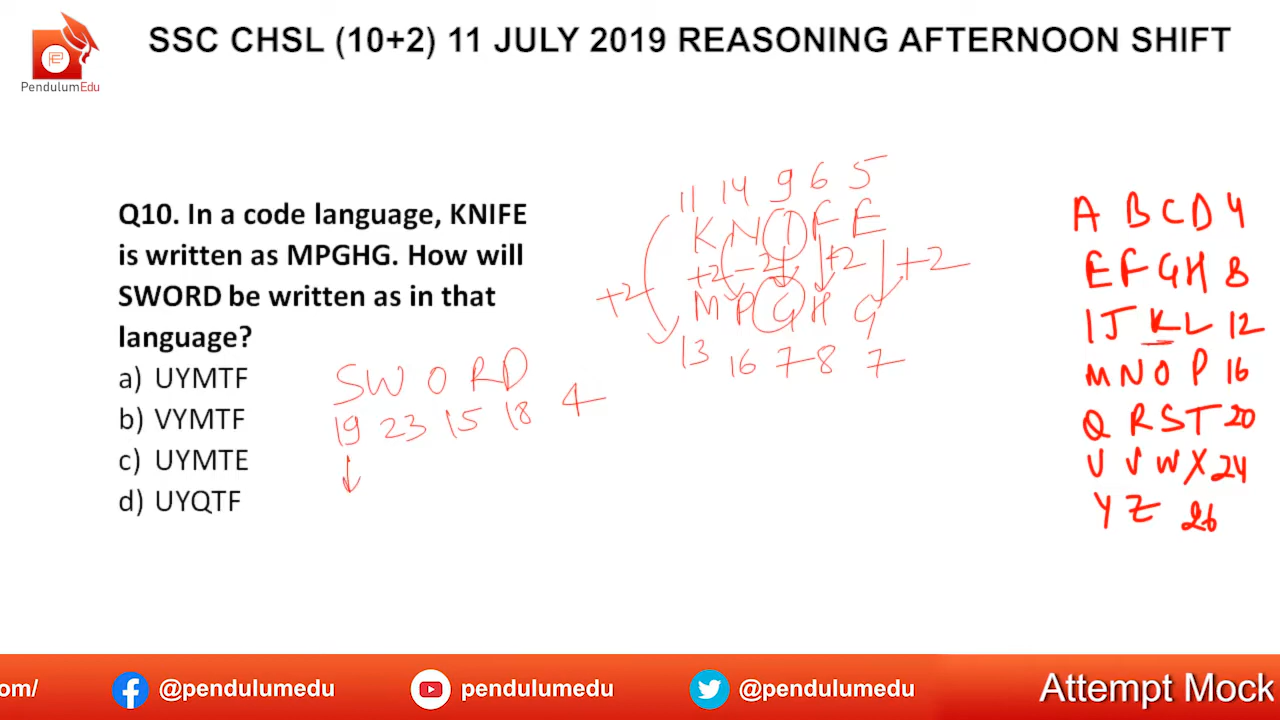 SSC CHSL (10+2) 11 JULY 2019 REASONING AFTERNOON SHIFT
PendulumEdu
Q10. In a code language, KNIFE
is written as MPGHG. How will
SWORD be written as in that
language?
a) UYMTF
b) VYMTF
c) UYMTE
d) UYQTF
SWORD
19 23 15 18 4
11 14 9 6 5
K N I F E
+2 +2 -2 +2 +2
M P G H G
13 16 7 8 7
A B C D 4
E F G H 8
I J K L 12
M N O P 16
Q R S T 20
U V W X 24
Y Z 26
om/
@pendulumedu
pendulumedu
@pendulumedu
Attempt Mock